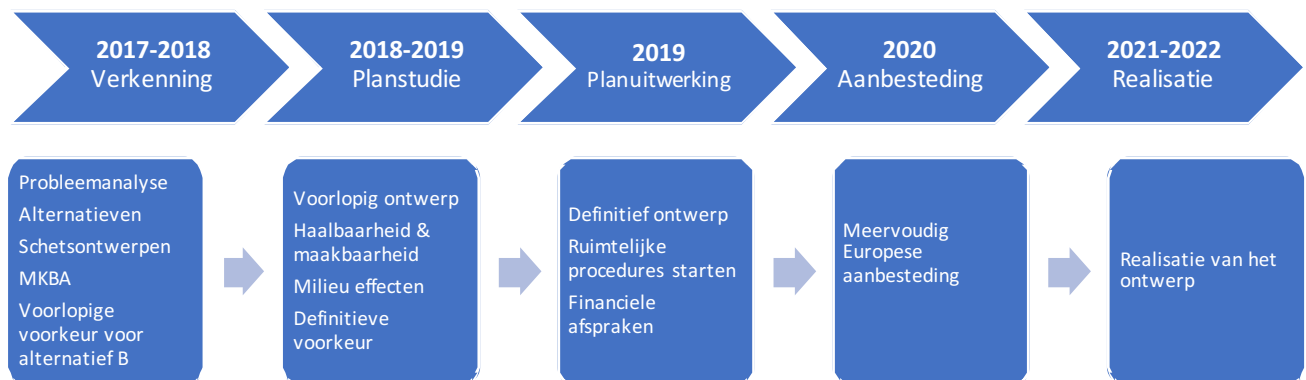 2017-2018
Verkenning
2018-2019
Planstudie
2019
Planuitwerking
2020
Aanbesteding
2021-2022
Realisatie
Probleemanalyse
Alternatieven
Schetsontwerpen
MKBA
Voorlopige
voorkeur voor
alternatief B
Voorlopig ontwerp
Haalbaarheid &
maakbaarheid
Milieu effecten
Definitieve
voorkeur
Definitief ontwerp
Ruimtelijke
procedures starten
Financiele
afspraken
Meervoudig
Europese
aanbesteding
Realisatie van het
ontwerp